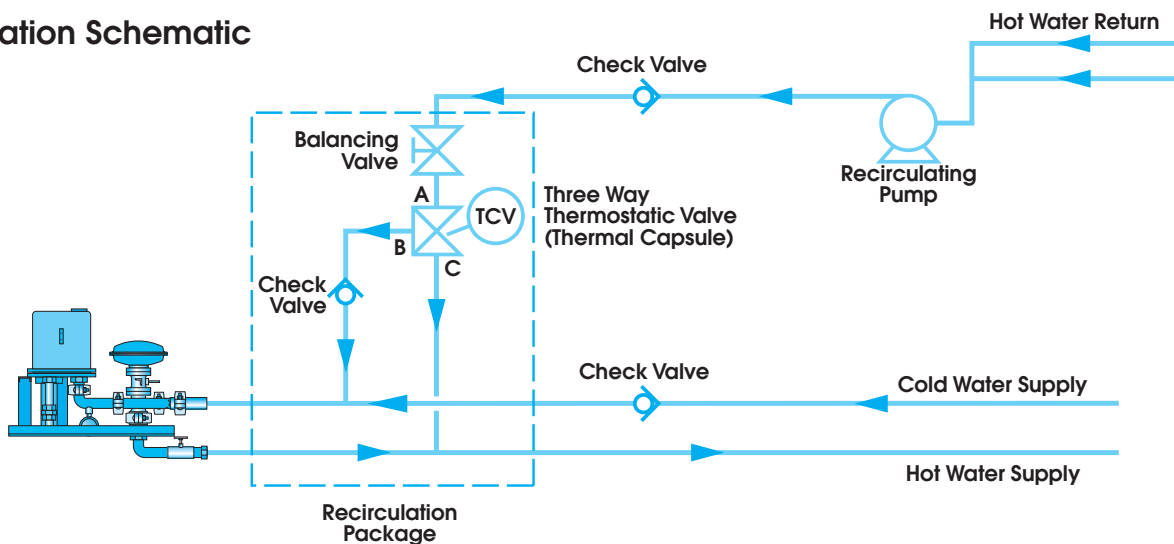 Schematic
Hot Water Return
Check Valve
Balancing
Valve
Recirculating
Pump
A
TCV
Three Way
Thermostatic Valve
(Thermal Capsule)
B
C
Check
Valve
Check Valve
Cold Water Supply
Hot Water Supply
Recirculation
Package